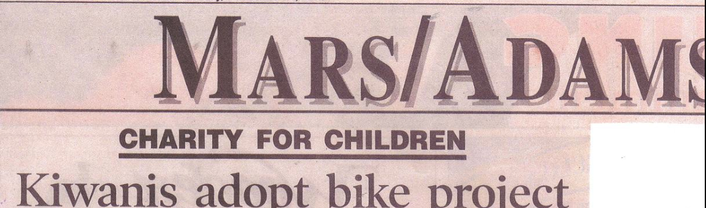 MARS/ADAMS
CHARITY FOR CHILDREN
Kiwanis adopt bike project